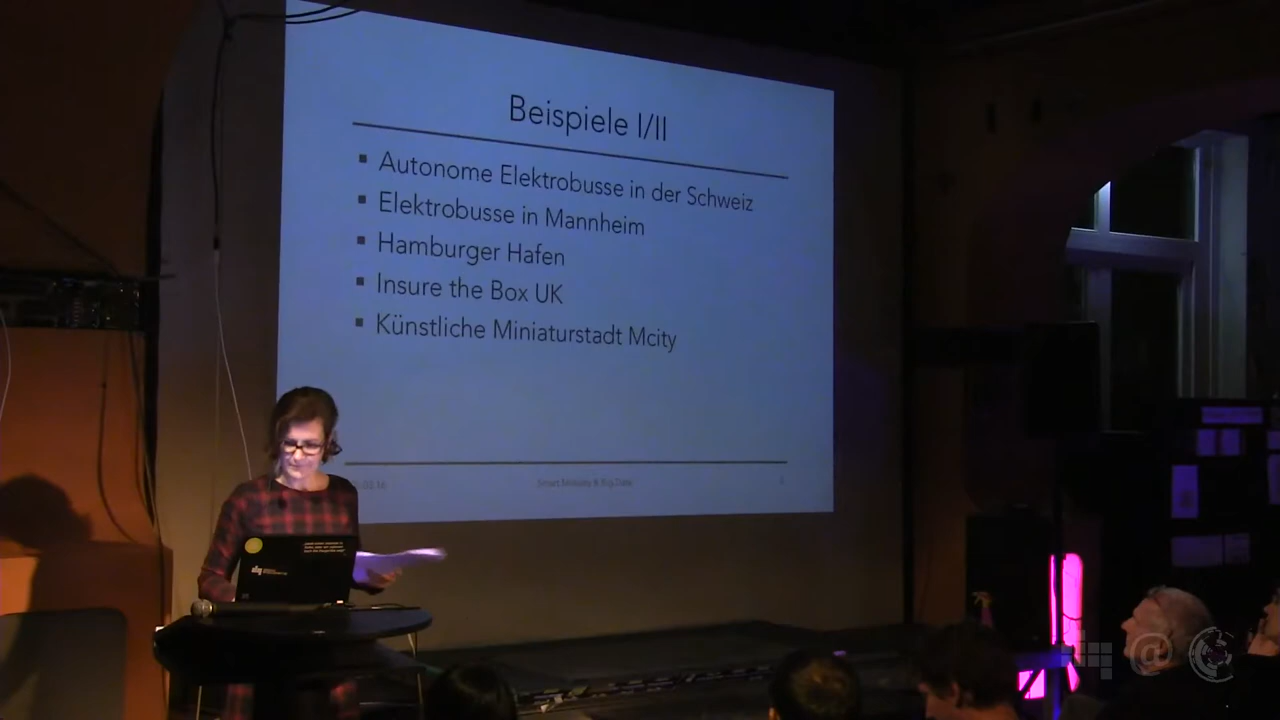 Beispiele I/II
Autonome Elektrobusse in der Schweiz
Elektrobusse in Mannheim
Hamburger Hafen
Insure the Box UK
Künstliche Miniaturstadt Mcity
Smart Mobility & Big Data
@